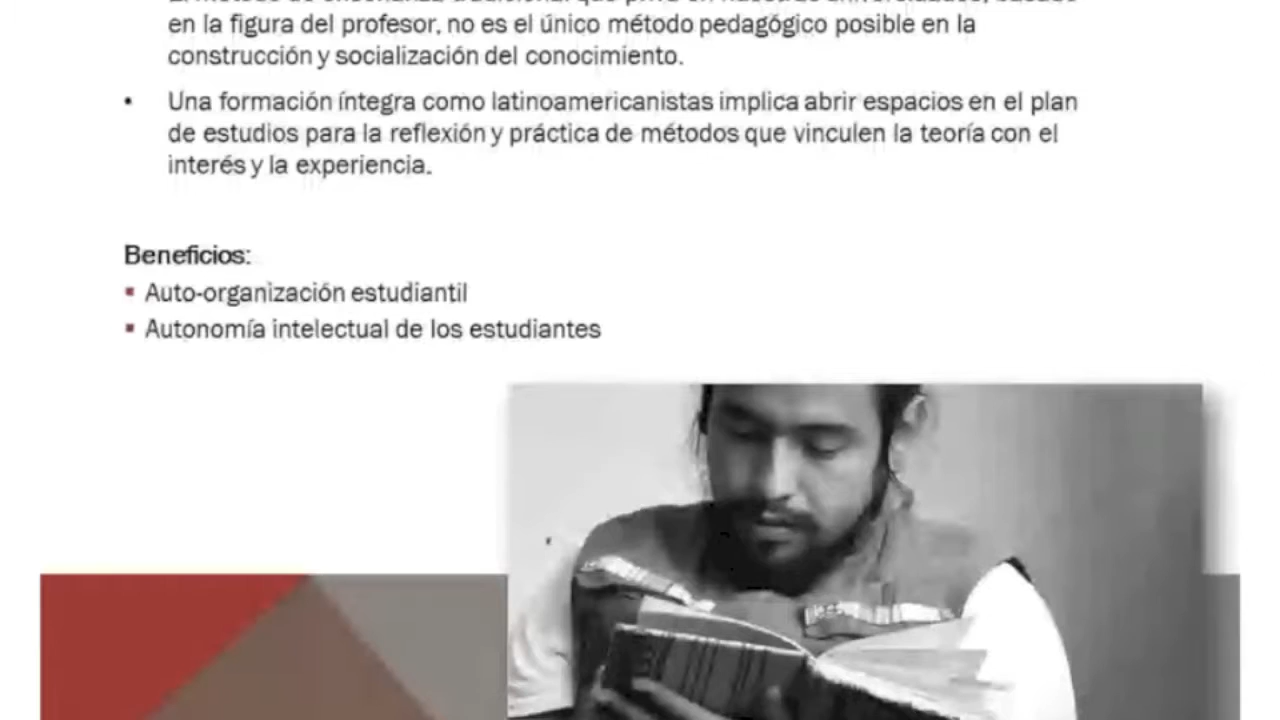 en la figura del profesor, no es el único método pedagógico posible en la
construcción y socialización del conocimiento.
• Una formación íntegra como latinoamericanistas implica abrir espacios en el plan
de estudios para la reflexión y práctica de métodos que vinculen la teoría con el
interés y la experiencia.
Beneficios:
▪ Auto-organización estudiantil
▪ Autonomía intelectual de los estudiantes